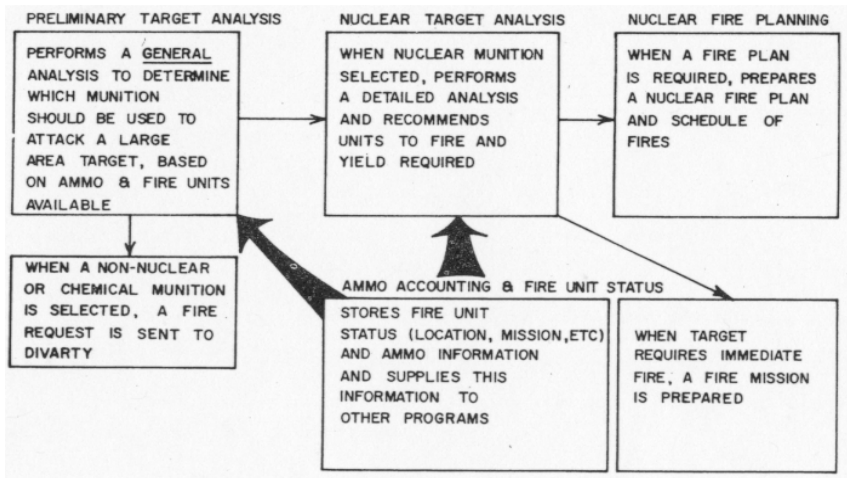 PRELIMINARY TARGET ANALYSIS
PERFORMS A GENERAL
ANALYSIS TO DETERMINE
WHICH MUNITION
SHOULD BE USED TO
ATTACK A LARGE
AREA TARGET, BASED
ON AMMO & FIRE UNITS
AVAILABLE
NUCLEAR TARGET ANALYSIS
WHEN NUCLEAR MUNITION
SELECTED, PERFORMS
A DETAILED ANALYSIS
AND RECOMMENDS
UNITS TO FIRE AND
YIELD REQUIRED
NUCLEAR FIRE PLANNING
WHEN A FIRE PLAN
IS REQUIRED, PREPARES
A NUCLEAR FIRE PLAN
AND SCHEDULE OF
FIRES
WHEN A NON-NUCLEAR
OR CHEMICAL MUNITION
IS SELECTED, A FIRE
REQUEST IS SENT TO
DIVARTY
AMMO ACCOUNTING & FIRE UNIT STATUS
STORES FIRE UNIT
STATUS (LOCATION, MISSION,ETC)
AND AMMO INFORMATION
AND SUPPLIES THIS
INFORMATION TO
OTHER PROGRAMS
WHEN TARGET
REQUIRES IMMEDIATE
FIRE, A FIRE MISSION
IS PREPARED